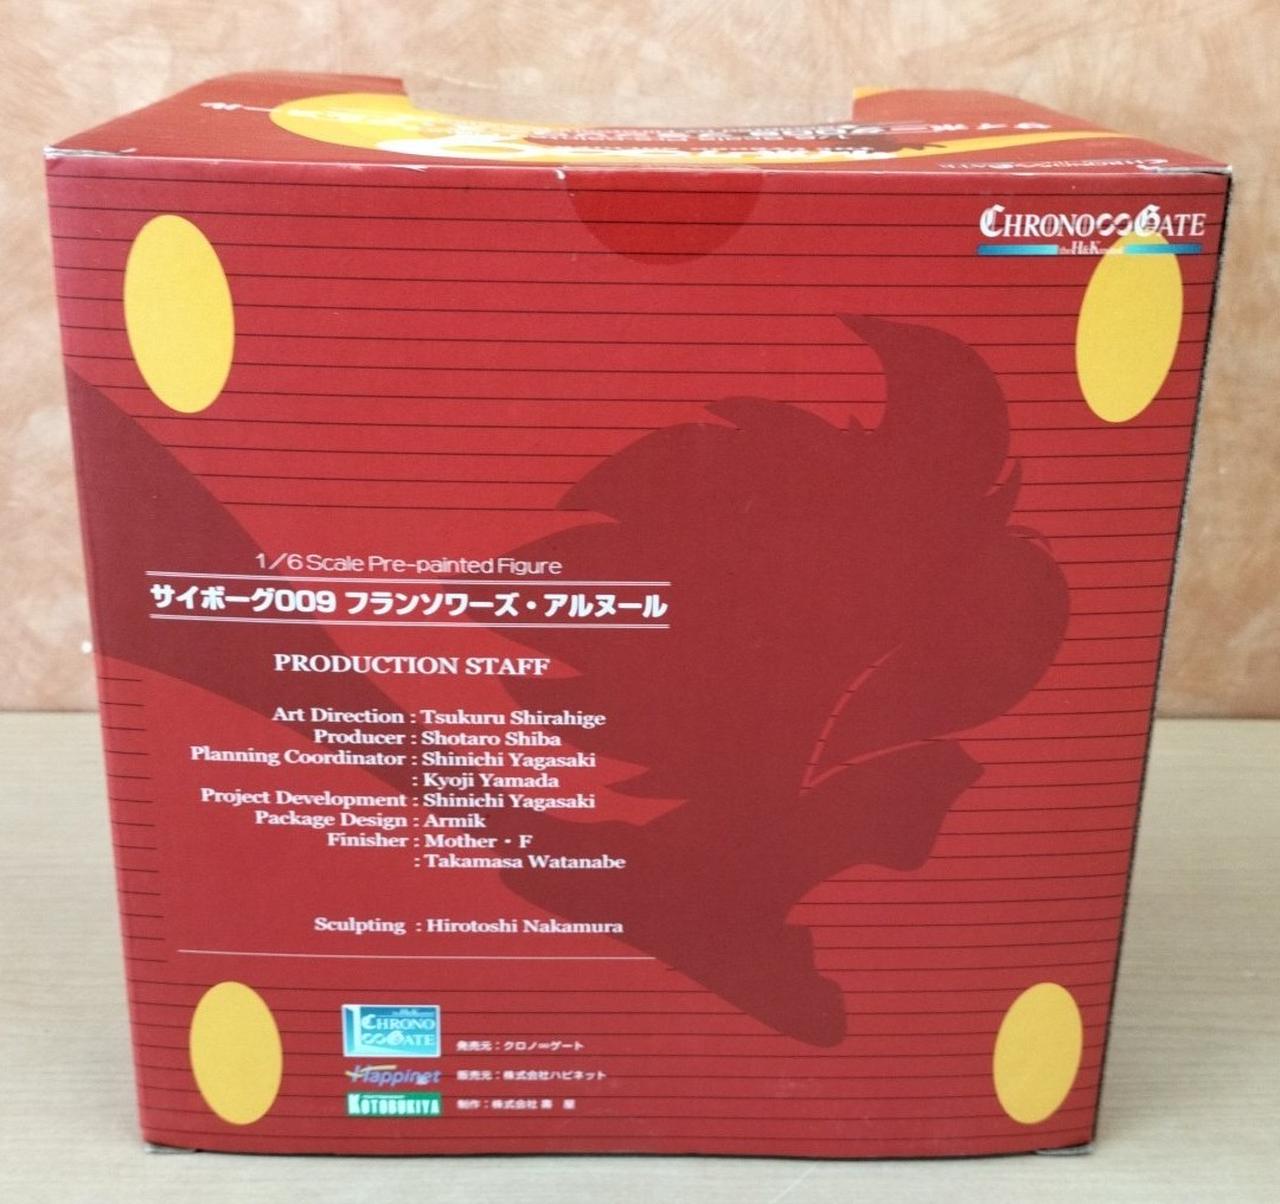 CHRONO∞GATE
1/6 Scale Pre-painted Figure
サイボーグ009 フランソワーズ・アルヌール
PRODUCTION STAFF
Art Direction : Tsukuru Shirahige
Producer : Shotaro Shiba
Planning Coordinator : Shinichi Yagasaki
: Kyoji Yamada
Project Development : Shinichi Yagasaki
Package Design : Armik
Finisher : Mother・F
: Takamasa Watanabe
Sculpting : Hirotoshi Nakamura
CHRONO
∞GATE
発売元：クロノ∞ゲート
Happinet 販売元：株式会社ハピネット
KOTOBUKIYA 制作：株式会社 壽 屋